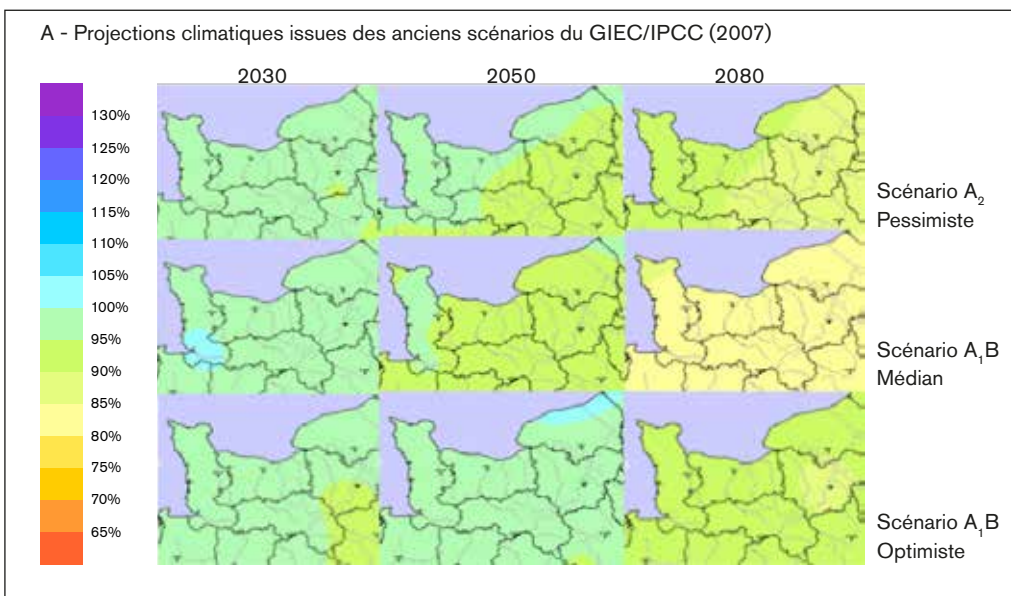 A - Projections climatiques issues des anciens scénarios du GIEC/IPCC (2007)
2030 2050 2080
130%
125%
120%
115%
110%
105%
100%
95%
90%
85%
80%
75%
70%
65%
Scénario A2
Pessimiste
Scénario A1B
Médian
Scénario A1B
Optimiste